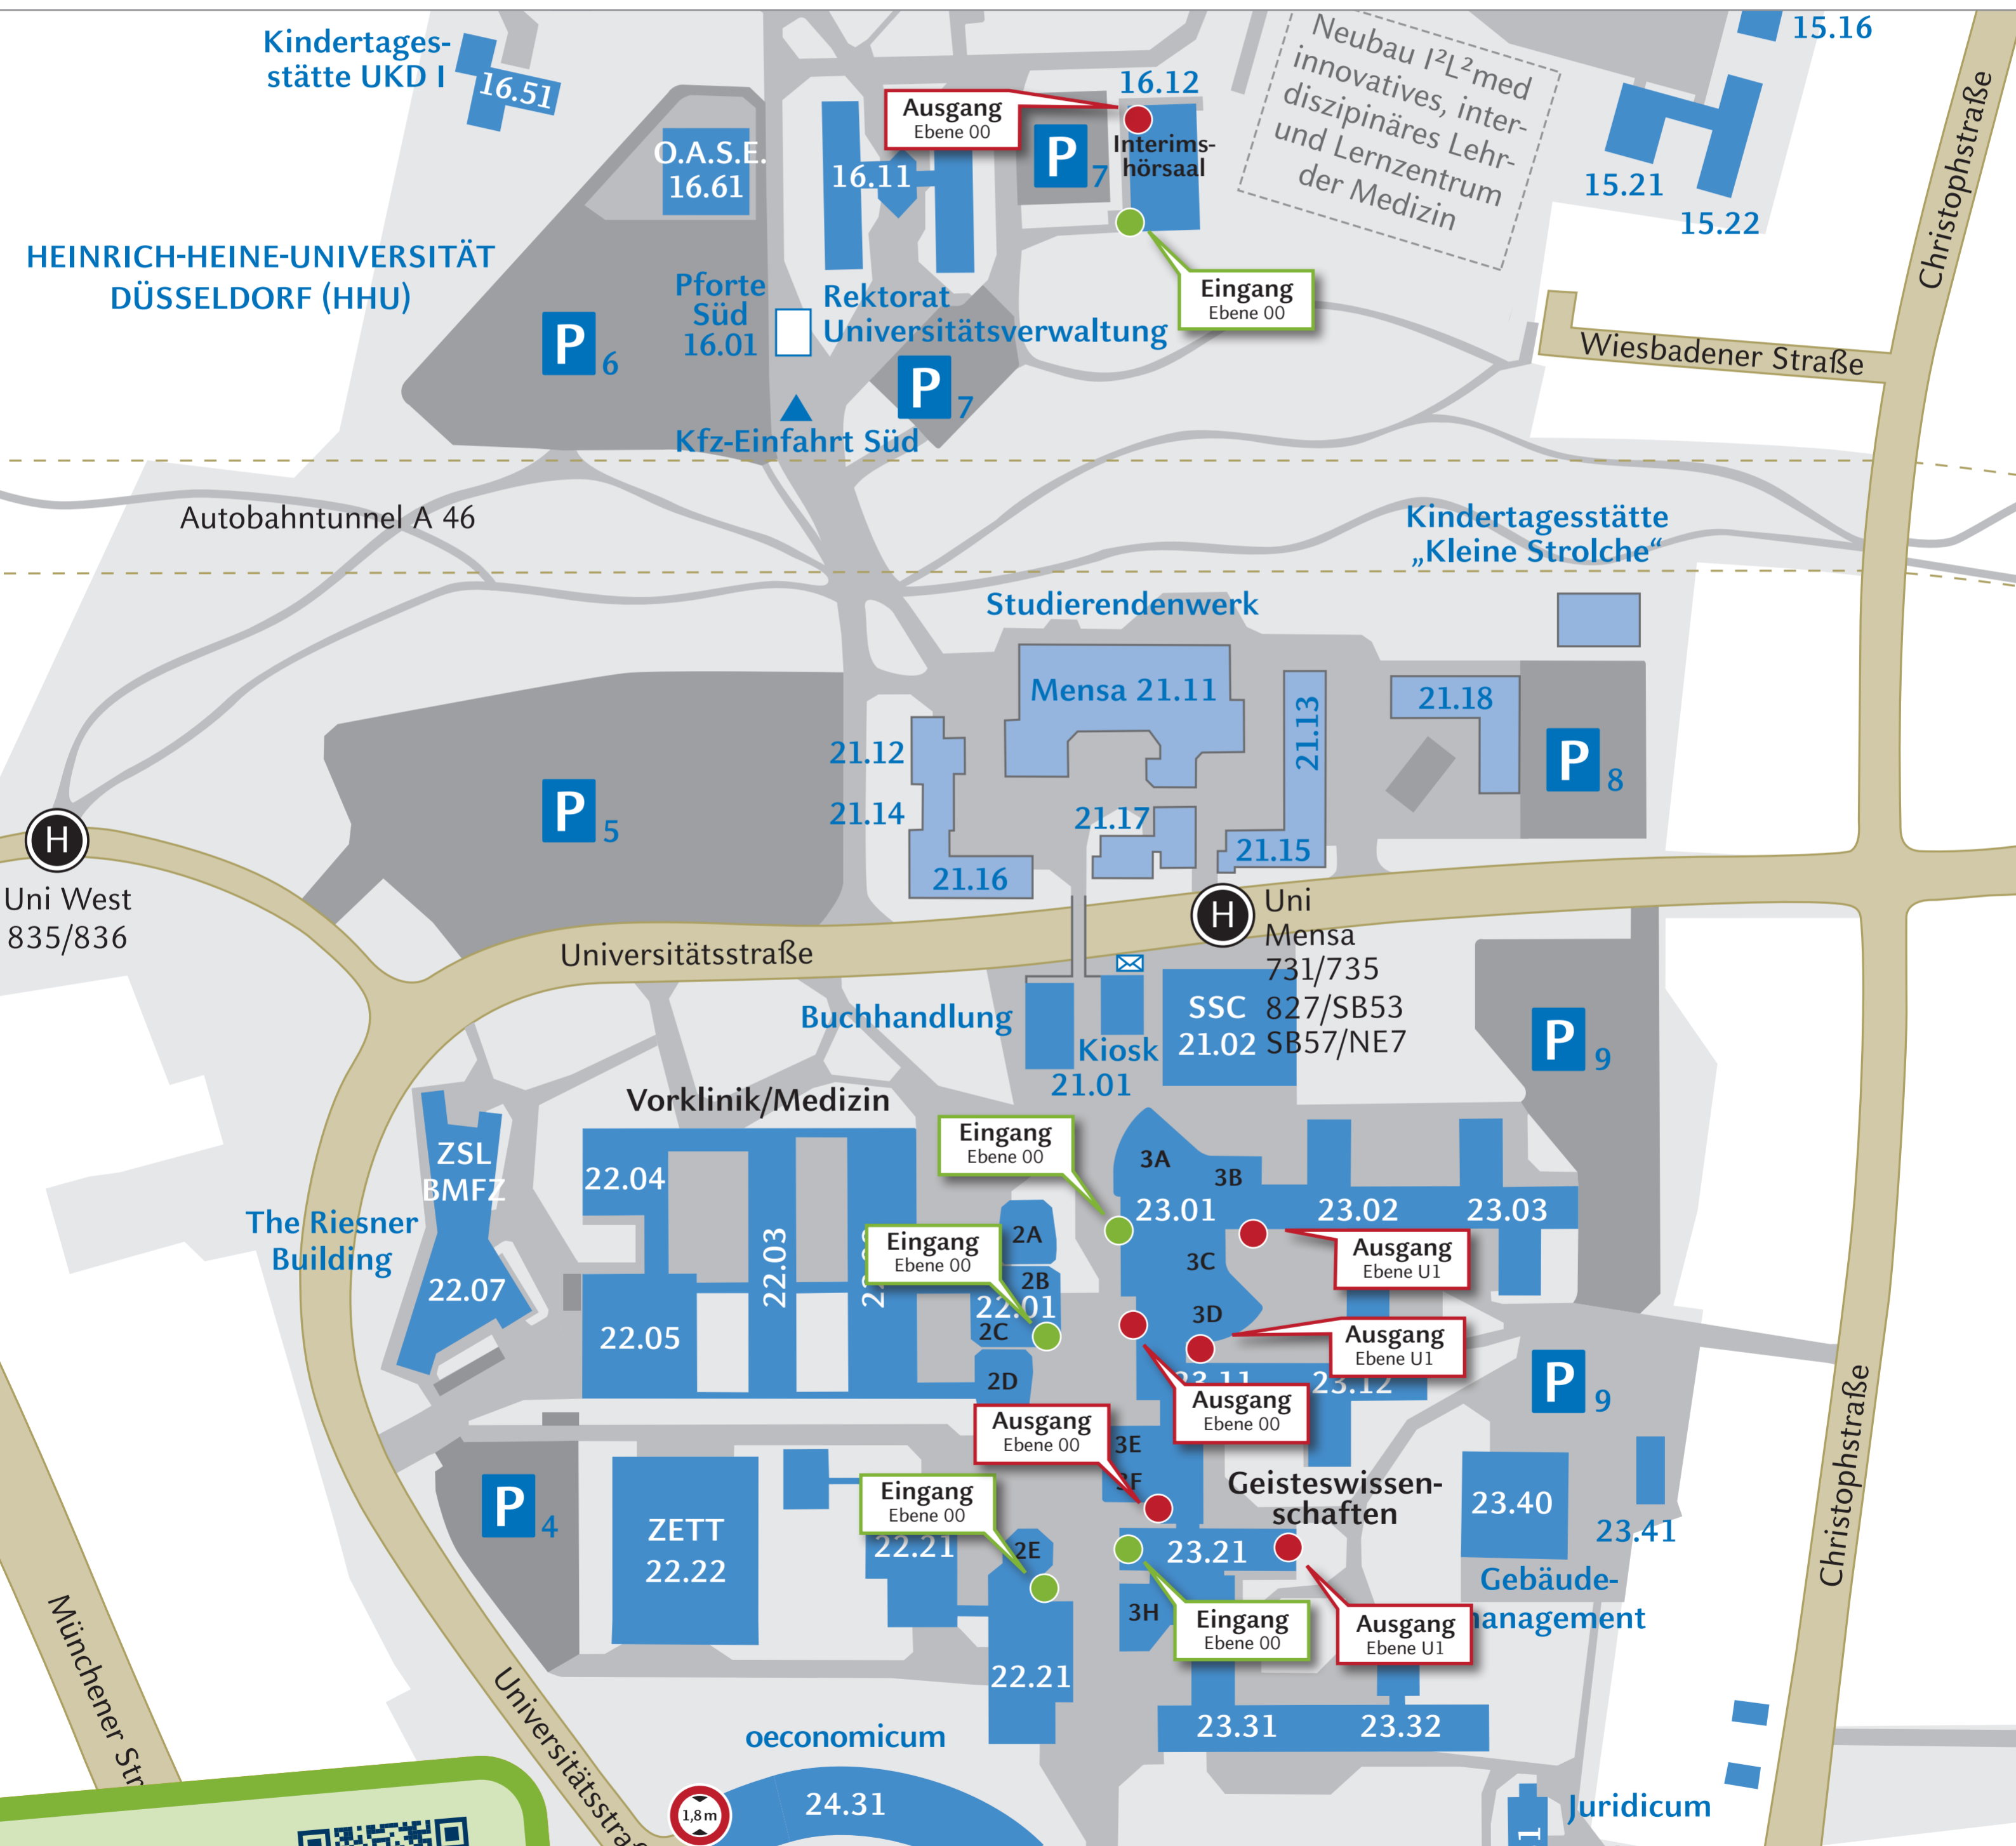 Kindertages-
stätte UKD I
16.51
O.A.S.E.
16.61
16.11
Ausgang
Ebene 00
P 7
16.12
Interims-
hörsaal
Eingang
Ebene 00
Neubau I²L²med
innovatives, inter-
diszipinäres Lehr-
und Lernzentrum
der Medizin
15.16
15.21
15.22
Christophstraße
HEINRICH-HEINE-UNIVERSITÄT
DÜSSELDORF (HHU)
P 6
Pforte
Süd
16.01
Rektorat
Universitätsverwaltung
P 7
Kfz-Einfahrt Süd
Wiesbadener Straße
Autobahntunnel A 46
Kindertagesstätte
„Kleine Strolche“
Studierendenwerk
Mensa 21.11
21.12
21.14
21.16
21.17
21.13
21.15
21.18
P 8
P 5
H
Uni West
835/836
Universitätsstraße
H
Uni
Mensa
731/735
827/SB53
SB57/NE7
Buchhandlung
Kiosk
21.01
SSC
21.02
P 9
Vorklinik/Medizin
ZSL
BMFZ
The Riesner
Building
22.07
22.04
22.03
22.05
Eingang
Ebene 00
Eingang
Ebene 00
2A
2B
22.01
2C
2D
3A
3B
23.01
23.02
23.03
3C
3D
Ausgang
Ebene U1
Ausgang
Ebene U1
23.11
23.12
Ausgang
Ebene 00
Ausgang
Ebene 00
3E
3F
P 9
Christophstraße
Geisteswissen-
schaften
23.40
23.41
Gebäude-
management
P 4
ZETT
22.22
Eingang
Ebene 00
22.21
2E
23.21
3H
Eingang
Ebene 00
Ausgang
Ebene U1
22.21
23.31
23.32
Münchener Str
Universitätsstraße
oeconomicum
24.31
1,8 m
Juridicum
1